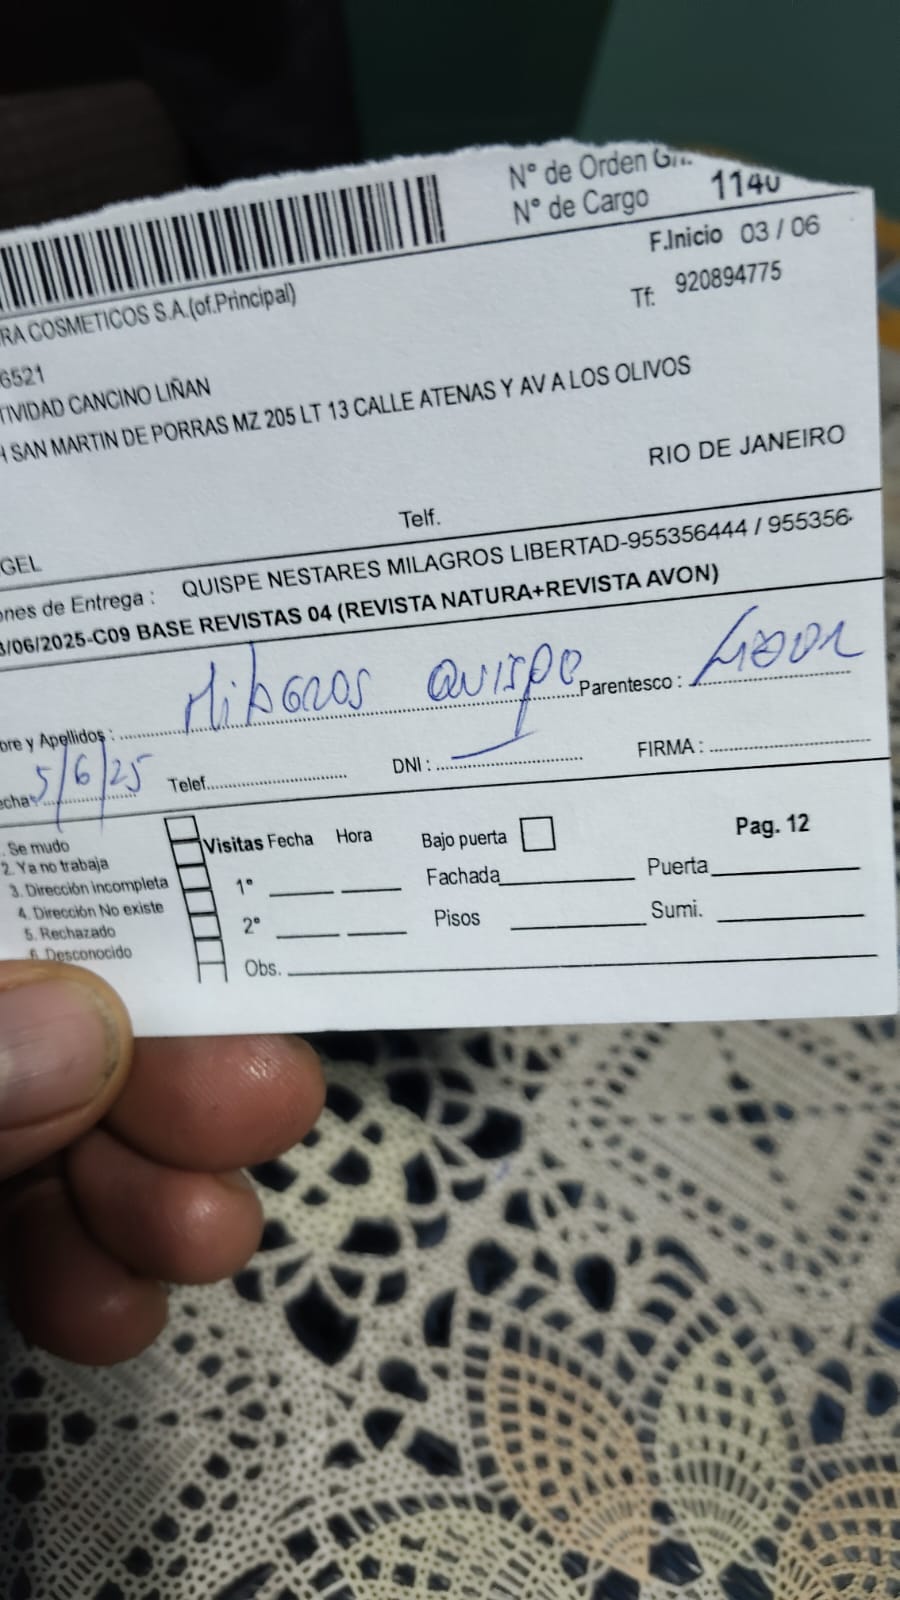 N° de Orden
N° de Cargo 1140
F.Inicio 03 / 06
RA COSMETICOS S.A.(of.Principal)
Tf: 920894775
6521
TIVIDAD CANCINO LIÑAN
SAN MARTIN DE PORRAS MZ 205 LT 13 CALLE ATENAS Y AV A LOS OLIVOS
RIO DE JANEIRO
GEL Telf.
ones de Entrega : QUISPE NESTARES MILAGROS LIBERTAD-955356444 / 955356
/06/2025-C09 BASE REVISTAS 04 (REVISTA NATURA+REVISTA AVON)
bre y Apellidos : Milagros Quispe Parentesco :
echa 5/6/25 Telef. DNI : FIRMA :
. Se mudo
2. Ya no trabaja
3. Dirección incompleta
4. Dirección No existe
5. Rechazado
6. Desconocido
Visitas Fecha Hora Bajo puerta Pag. 12
1° Fachada Puerta
2° Pisos Sumi.
Obs.